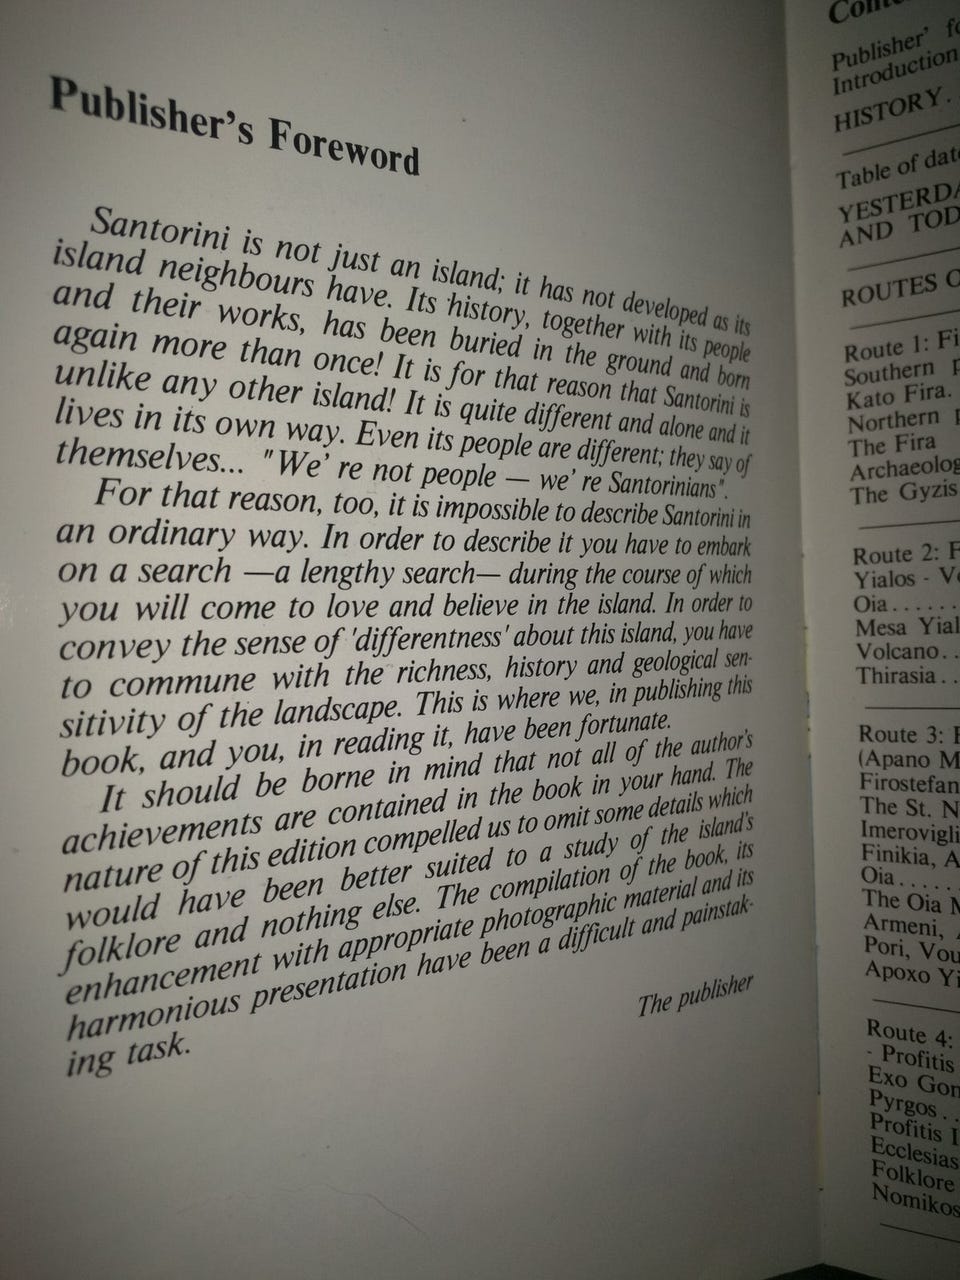 Publisher's Foreword
Santorini is not just an island; it has not developed as its
island neighbours have. Its history, together with its people
and their works, has been buried in the ground and born
again more than once! It is for that reason that Santorini is
unlike any other island! It is quite different and alone and it
lives in its own way. Even its people are different; they say of
themselves... "We' re not people — we' re Santorinians".
For that reason, too, it is impossible to describe Santorini in
an ordinary way. In order to describe it you have to embark
on a search —a lengthy search— during the course of which
you will come to love and believe in the island. In order to
convey the sense of 'differentness' about this island, you have
to commune with the richness, history and geological sen-
sitivity of the landscape. This is where we, in publishing this
book, and you, in reading it, have been fortunate.
It should be borne in mind that not all of the author's
achievements are contained in the book in your hand. The
nature of this edition compelled us to omit some details which
would have been better suited to a study of the island's
folklore and nothing else. The compilation of the book, its
enhancement with appropriate photographic material and its
harmonious presentation have been a difficult and painstak-
ing task.
The publisher
Publisher'
Introduction
HISTORY.
Table of
YESTERDA
AND TOD
ROUTES O
Route 1: Fi
Southern p
Kato Fira.
Northern p
The Fira
Archaeolog
The Gyzis
Route 2: F
Yialos - Vo
Oia......
Mesa Yial
Volcano..
Thirasia..
Route 3: F
(Apano M
Firostefan
The St. N
Imerovigli
Finikia, A
Oia.....
The Oia M
Armeni,
Pori, Vou
Apoxo Yi
Route 4:
- Profitis
Exo Gon
Pyrgos..
Profitis I
Ecclesias
Folklore
Nomikos